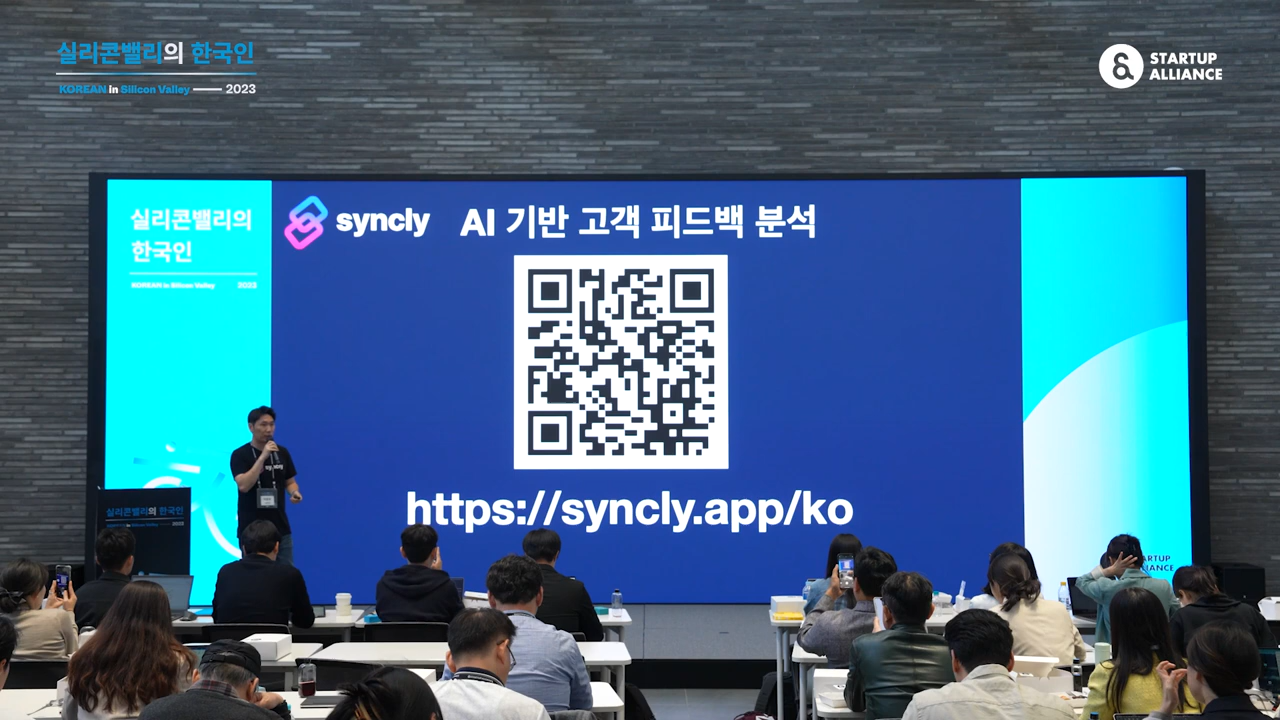 실리콘밸리의 한국인
KOREAN in Silicon Valley 2023
STARTUP
ALLIANCE
실리콘밸리의
한국인
KOREAN in Silicon Valley 2023
syncly AI 기반 고객 피드백 분석
https://syncly.app/ko
실리콘밸리의 한국인